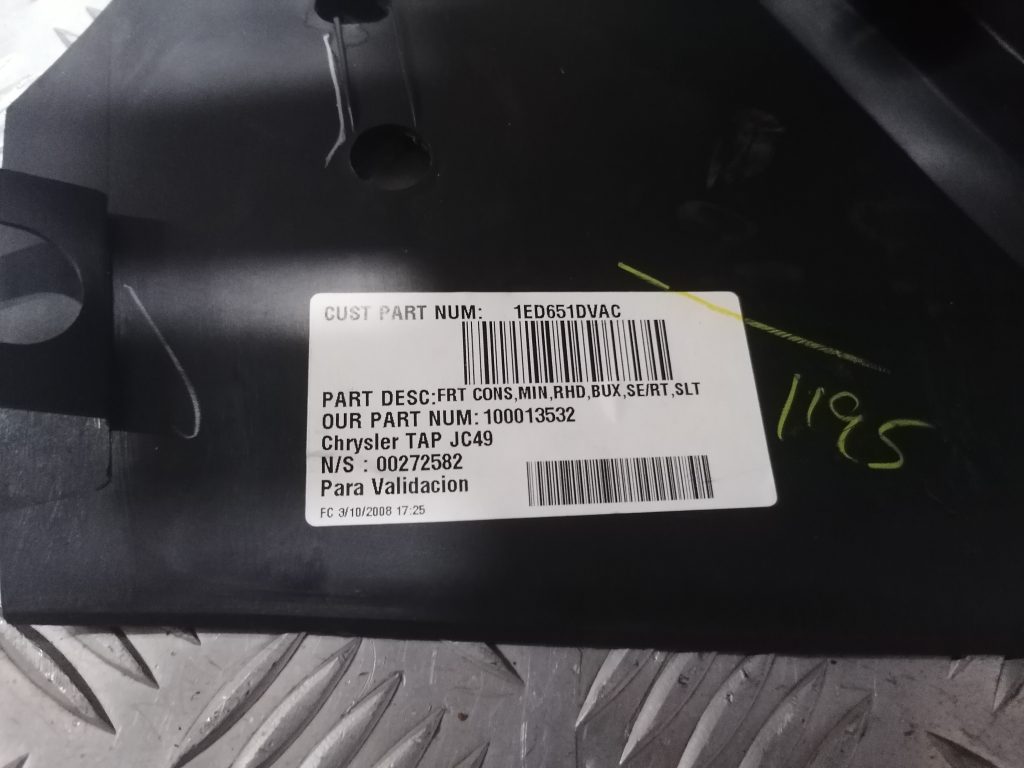 CUST PART NUM: 1ED651DVAC
PART DESC:FRT CONS,MIN,RHD,BUX,SE/RT,SLT
OUR PART NUM:100013532
Chrysler TAP JC49
N/S : 00272582
Para Validacion
FC 3/10/2008 17:25
1195